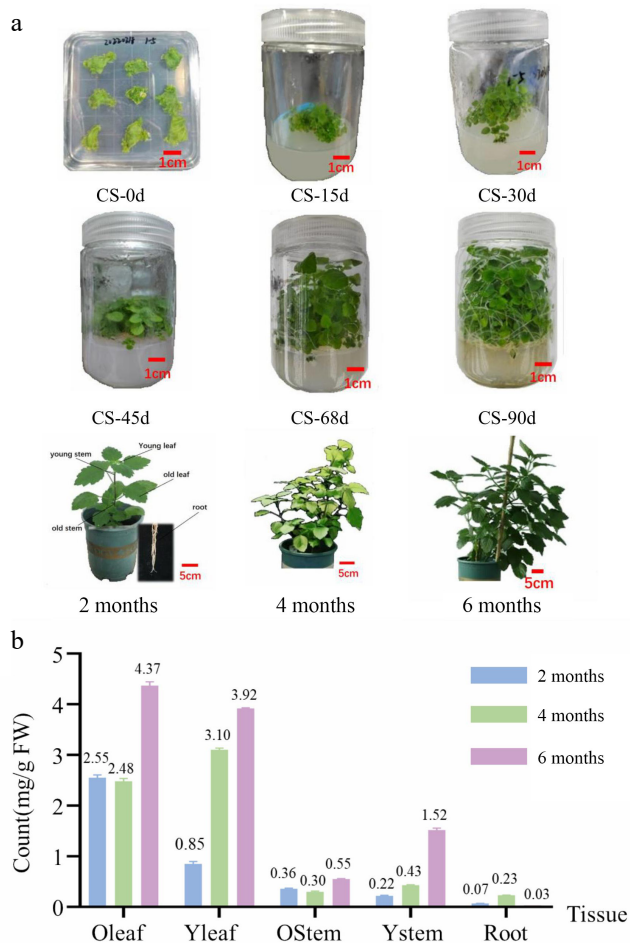 a
1cm
1cm
1cm
CS-0d
CS-15d
CS-30d
1cm
1cm
1cm
CS-45d
CS-68d
CS-90d
Young leaf
young stem
old leaf
root
old stem
5cm
5cm
5cm
2 months
4 months
6 months
b
Count(mg/g FW)
5
4
3
2
1
0
2.55
2.48
4.37
0.85
3.10
3.92
0.36
0.30
0.55
0.22
0.43
1.52
0.07
0.23
0.03
2 months
4 months
6 months
Oleaf
Yleaf
OStem
Ystem
Root
Tissue